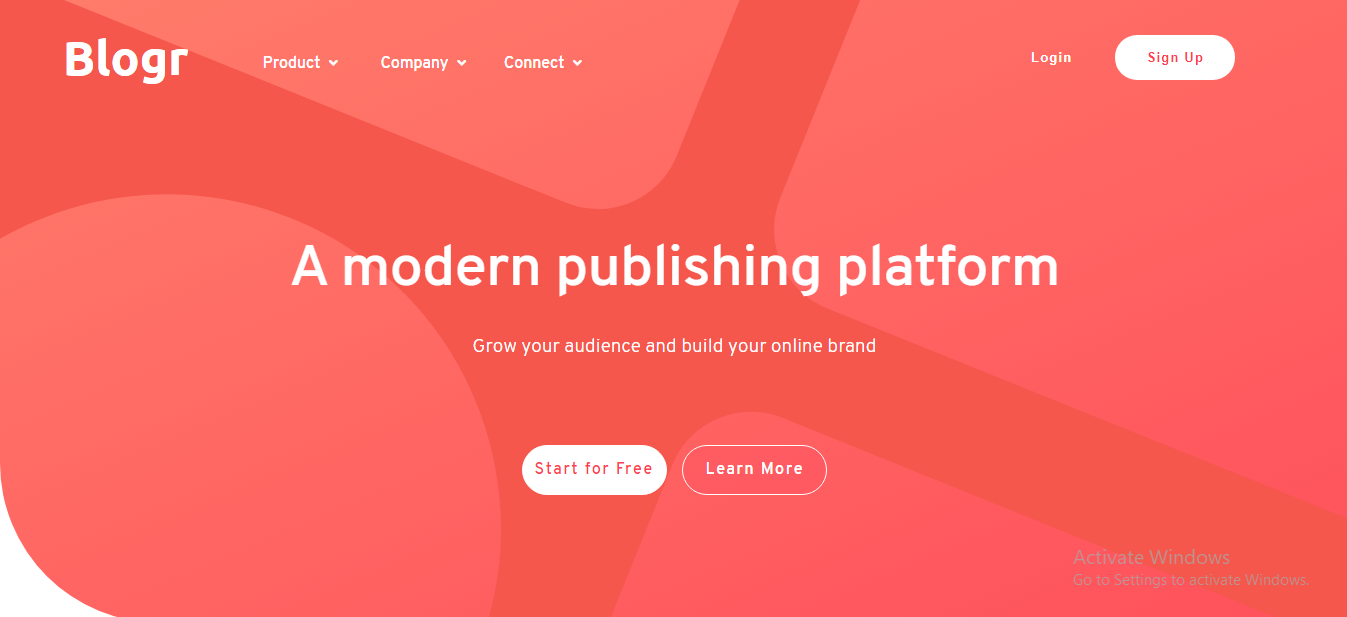 Blogr
Product
Company
Connect
Login
Sign Up
A modern publishing platform
Grow your audience and build your online brand
Start for Free
Learn More
Activate Windows
Go to Settings to activate Windows.